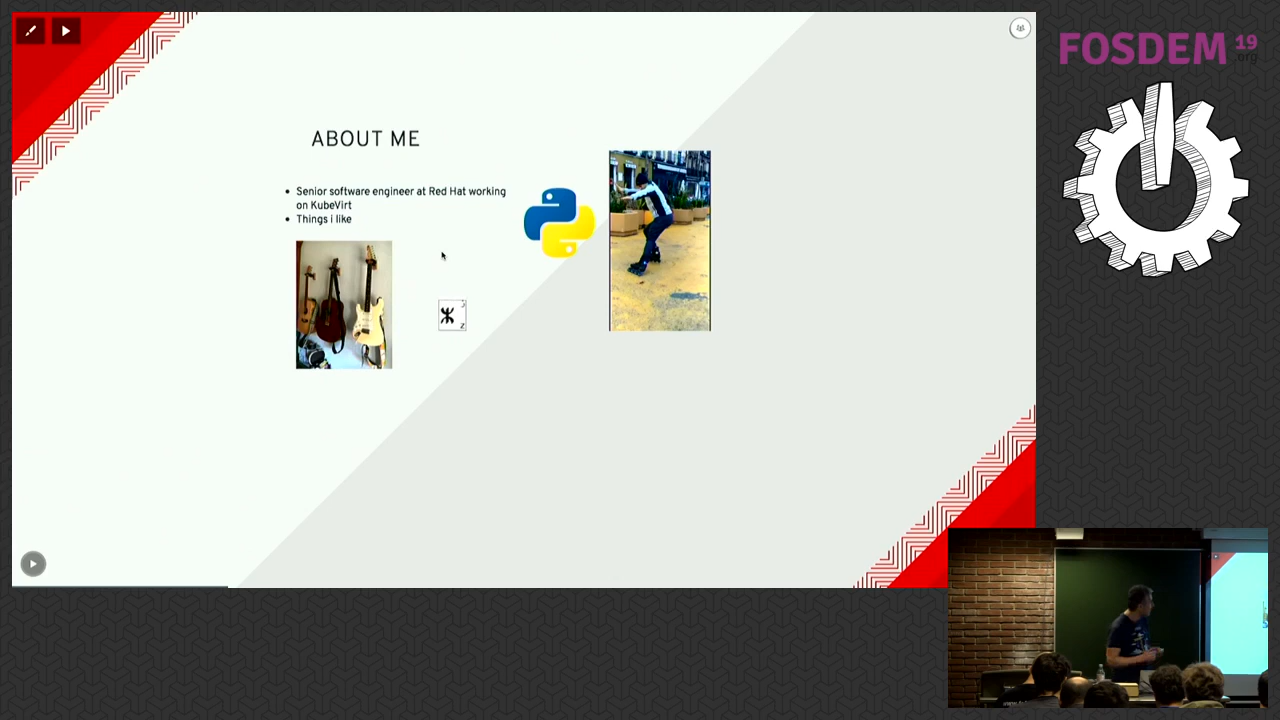 FOSDEM 19
.org
ABOUT ME
• Senior software engineer at Red Hat working
on KubeVirt
• Things i like
ⵣ